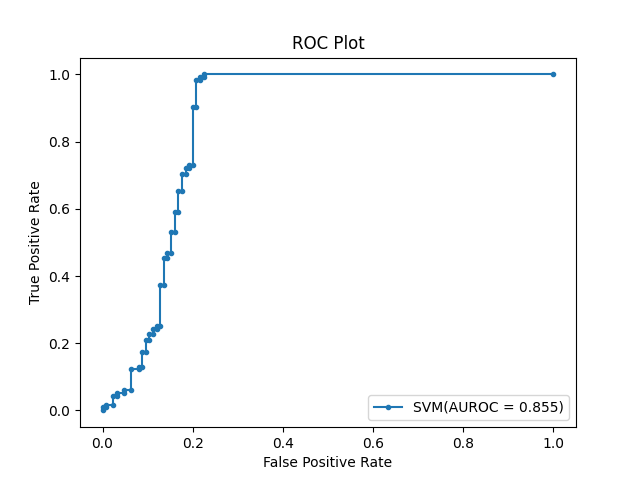 ROC Plot
1.0
0.8
0.6
0.4
0.2
0.0
True Positive Rate
SVM(AUROC = 0.855)
0.0 0.2 0.4 0.6 0.8 1.0
False Positive Rate